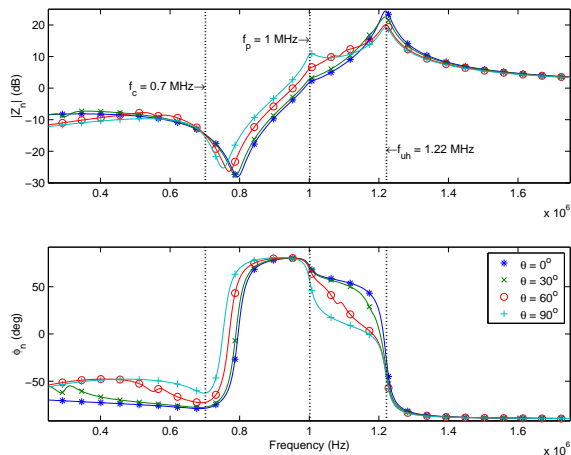 20
10
0
−10
−20
−30
|Z_n| (dB)
f_p = 1 MHz
f_c = 0.7 MHz
f_uh = 1.22 MHz
0.4 0.6 0.8 1 1.2 1.4 1.6
x 10^6
50
0
−50
ϕ_n (deg)
θ = 0°
θ = 30°
θ = 60°
θ = 90°
0.4 0.6 0.8 1 1.2 1.4 1.6
Frequency (Hz)
x 10^6